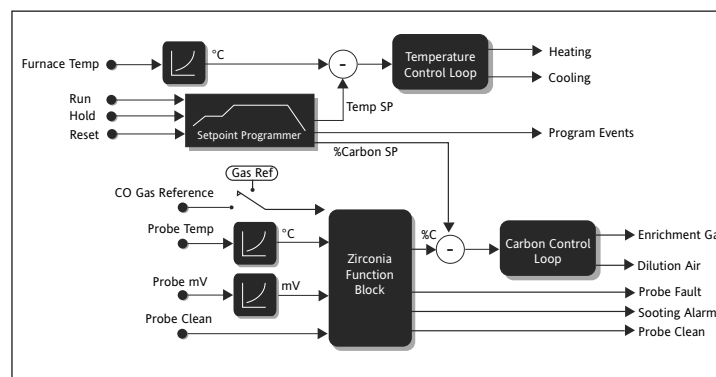 Furnace Temp
°C
-
Temperature
Control Loop
Heating
Cooling
Run
Hold
Reset
Temp SP
Setpoint Programmer
Program Events
%Carbon SP
Gas Ref
CO Gas Reference
Probe Temp
°C
Zirconia
Function
Block
%C
-
Carbon Control
Loop
Enrichment Ga
Dilution Air
Probe mV
mV
Probe Fault
Sooting Alarm
Probe Clean
Probe Clean